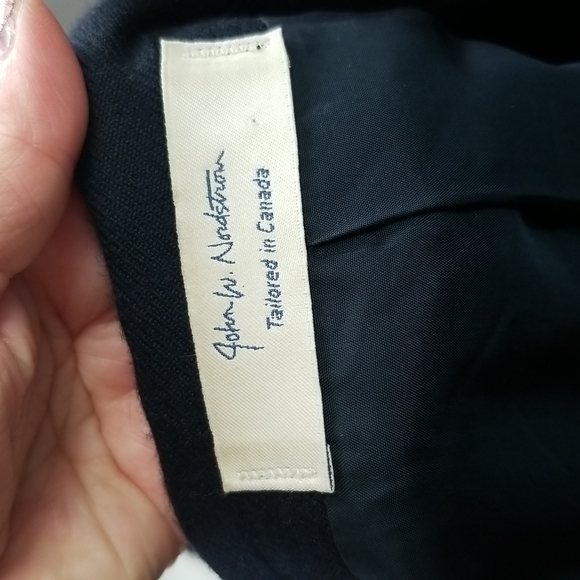 John W. Nordstrom
Tailored in Canada